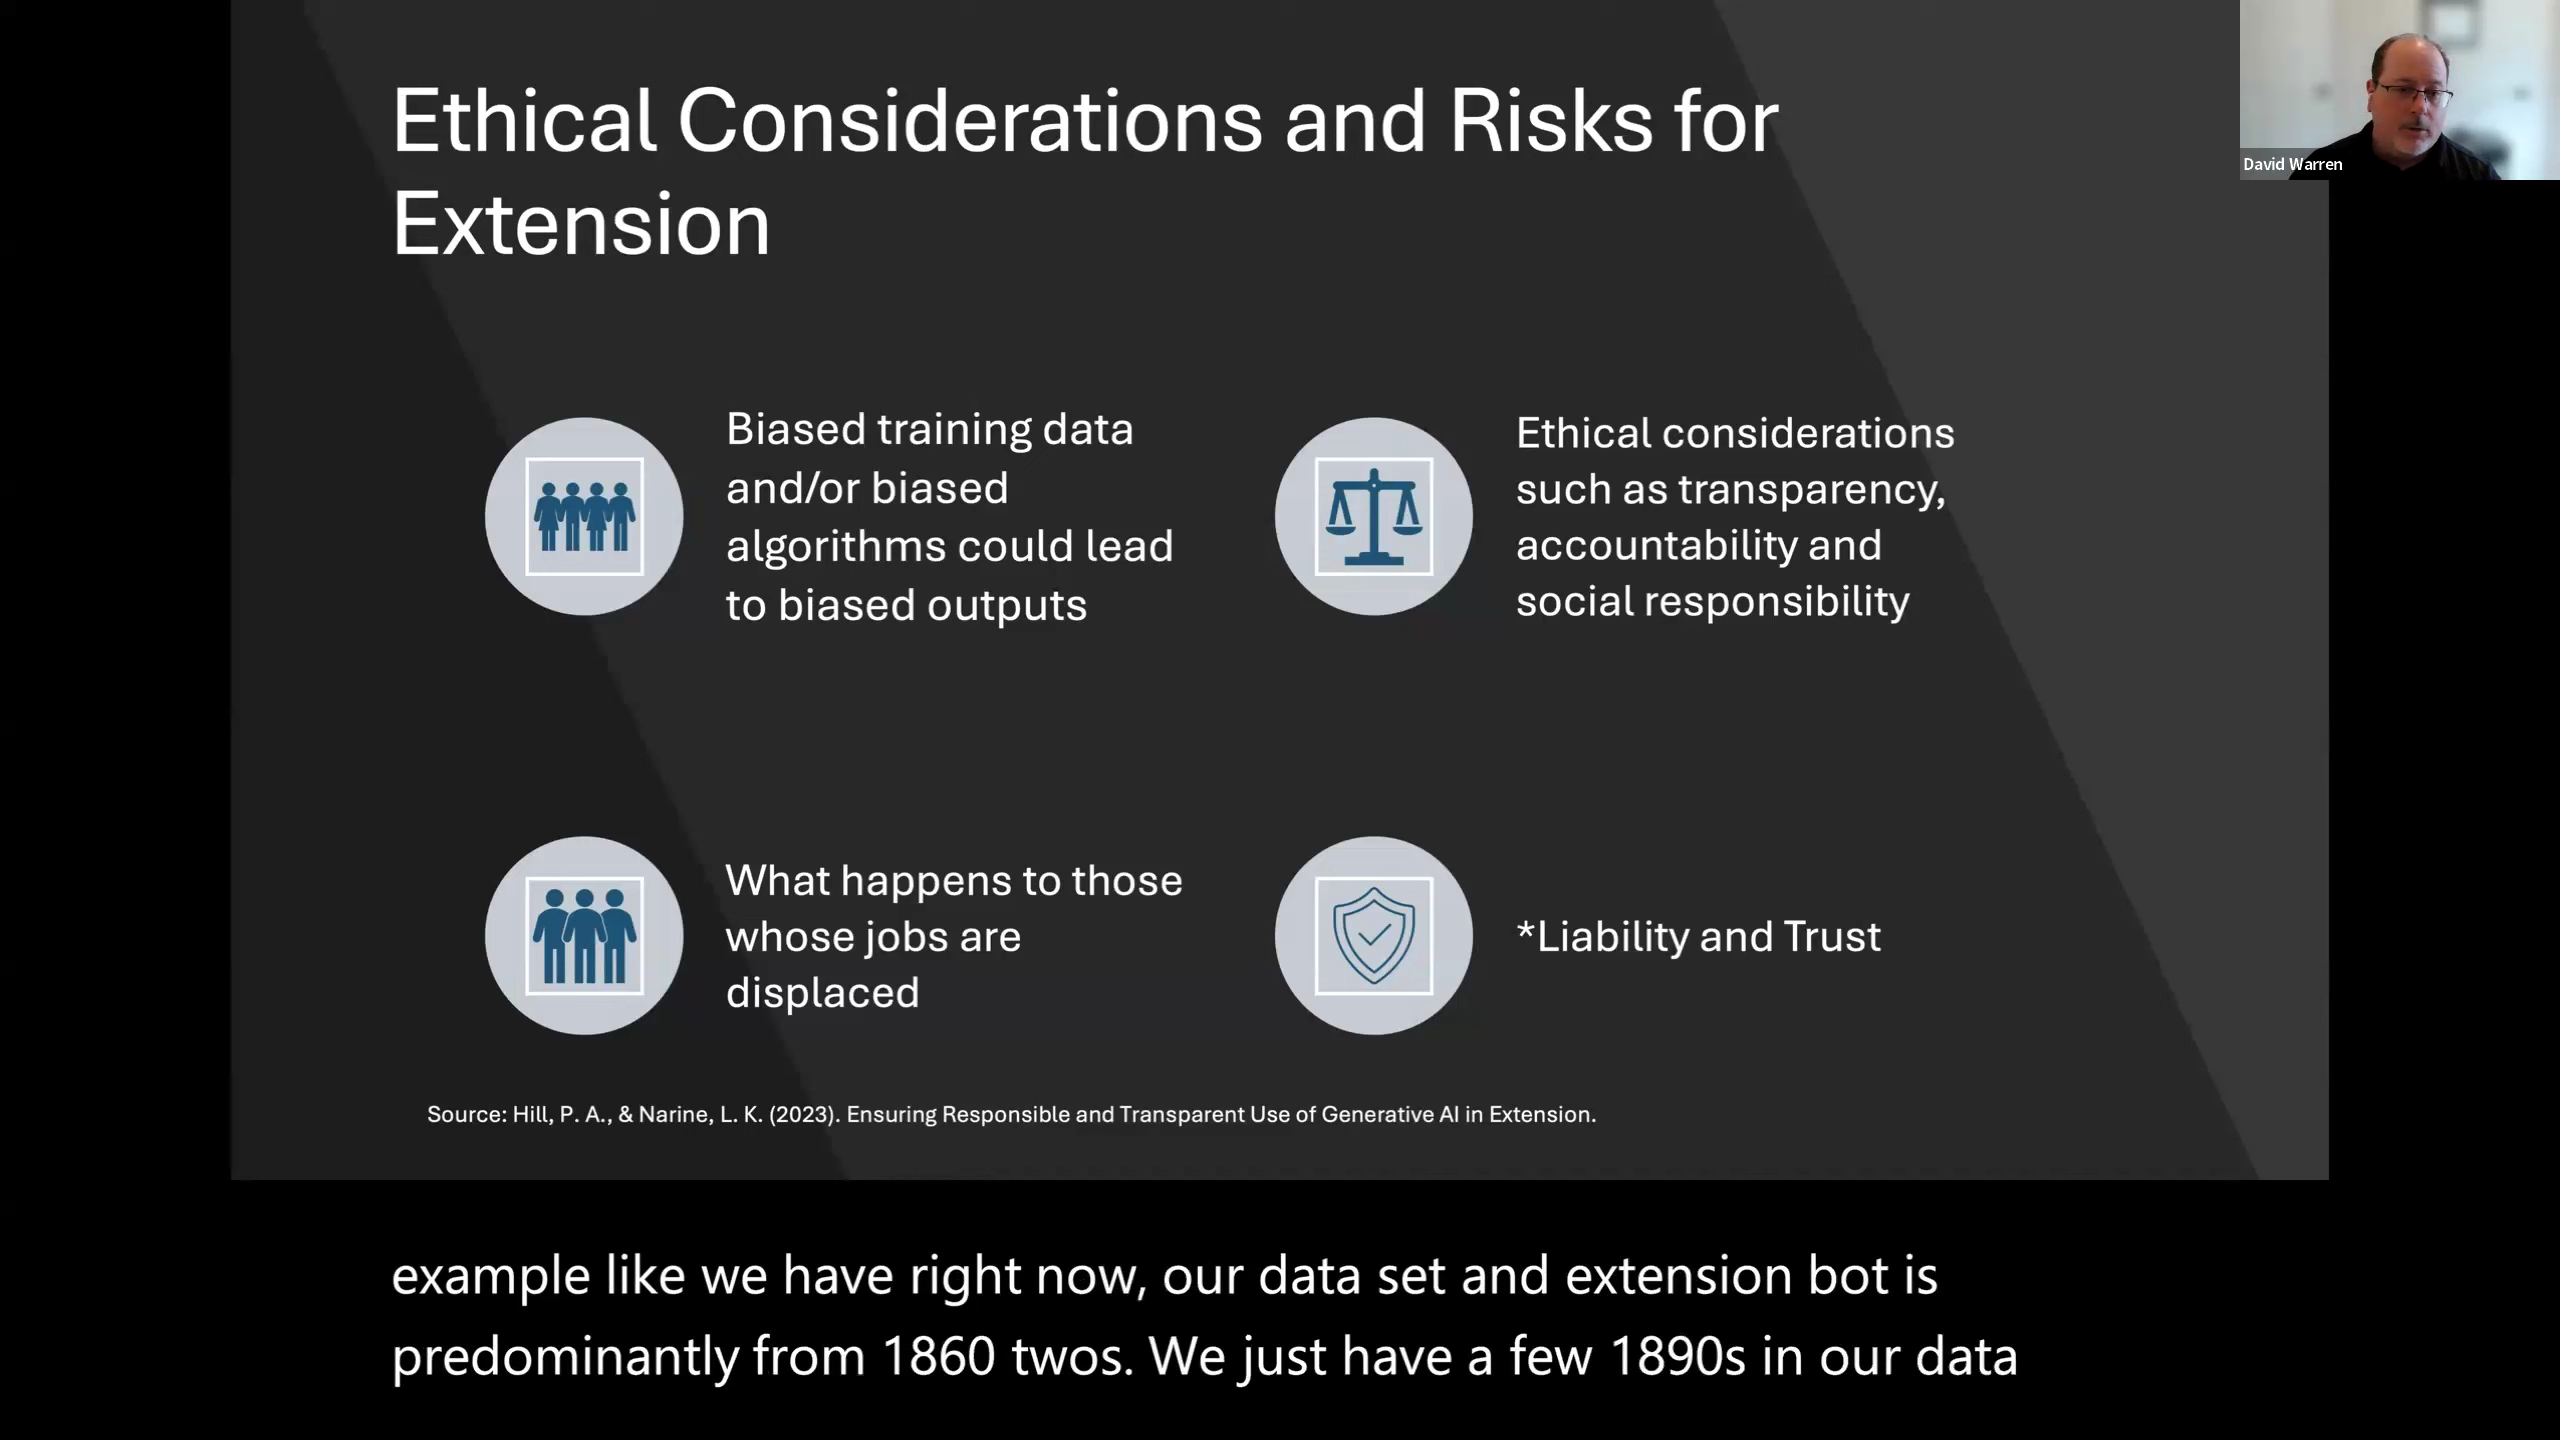 Ethical Considerations and Risks for
Extension
David Warren
Biased training data
and/or biased
algorithms could lead
to biased outputs
Ethical considerations
such as transparency,
accountability and
social responsibility
What happens to those
whose jobs are
displaced
*Liability and Trust
Source: Hill, P. A., & Narine, L. K. (2023). Ensuring Responsible and Transparent Use of Generative AI in Extension.
example like we have right now, our data set and extension bot is
predominantly from 1860 twos. We just have a few 1890s in our data